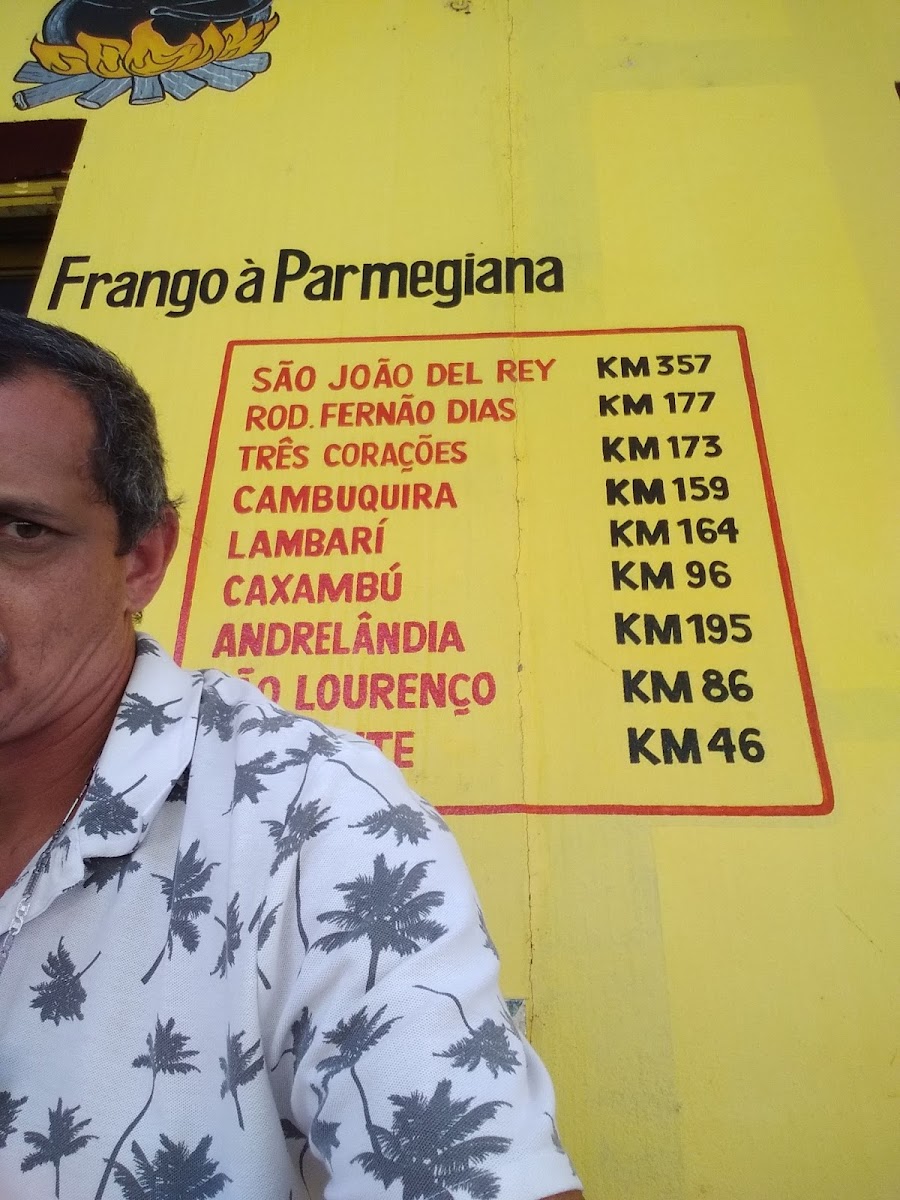 Frango à Parmegiana
SÃO JOÃO DEL REY KM 357
ROD. FERNÃO DIAS KM 177
TRÊS CORAÇÕES KM 173
CAMBUQUIRA KM 159
LAMBARÍ KM 164
CAXAMBÚ KM 96
ANDRELÂNDIA KM 195
LOURENÇO KM 86
KM 46